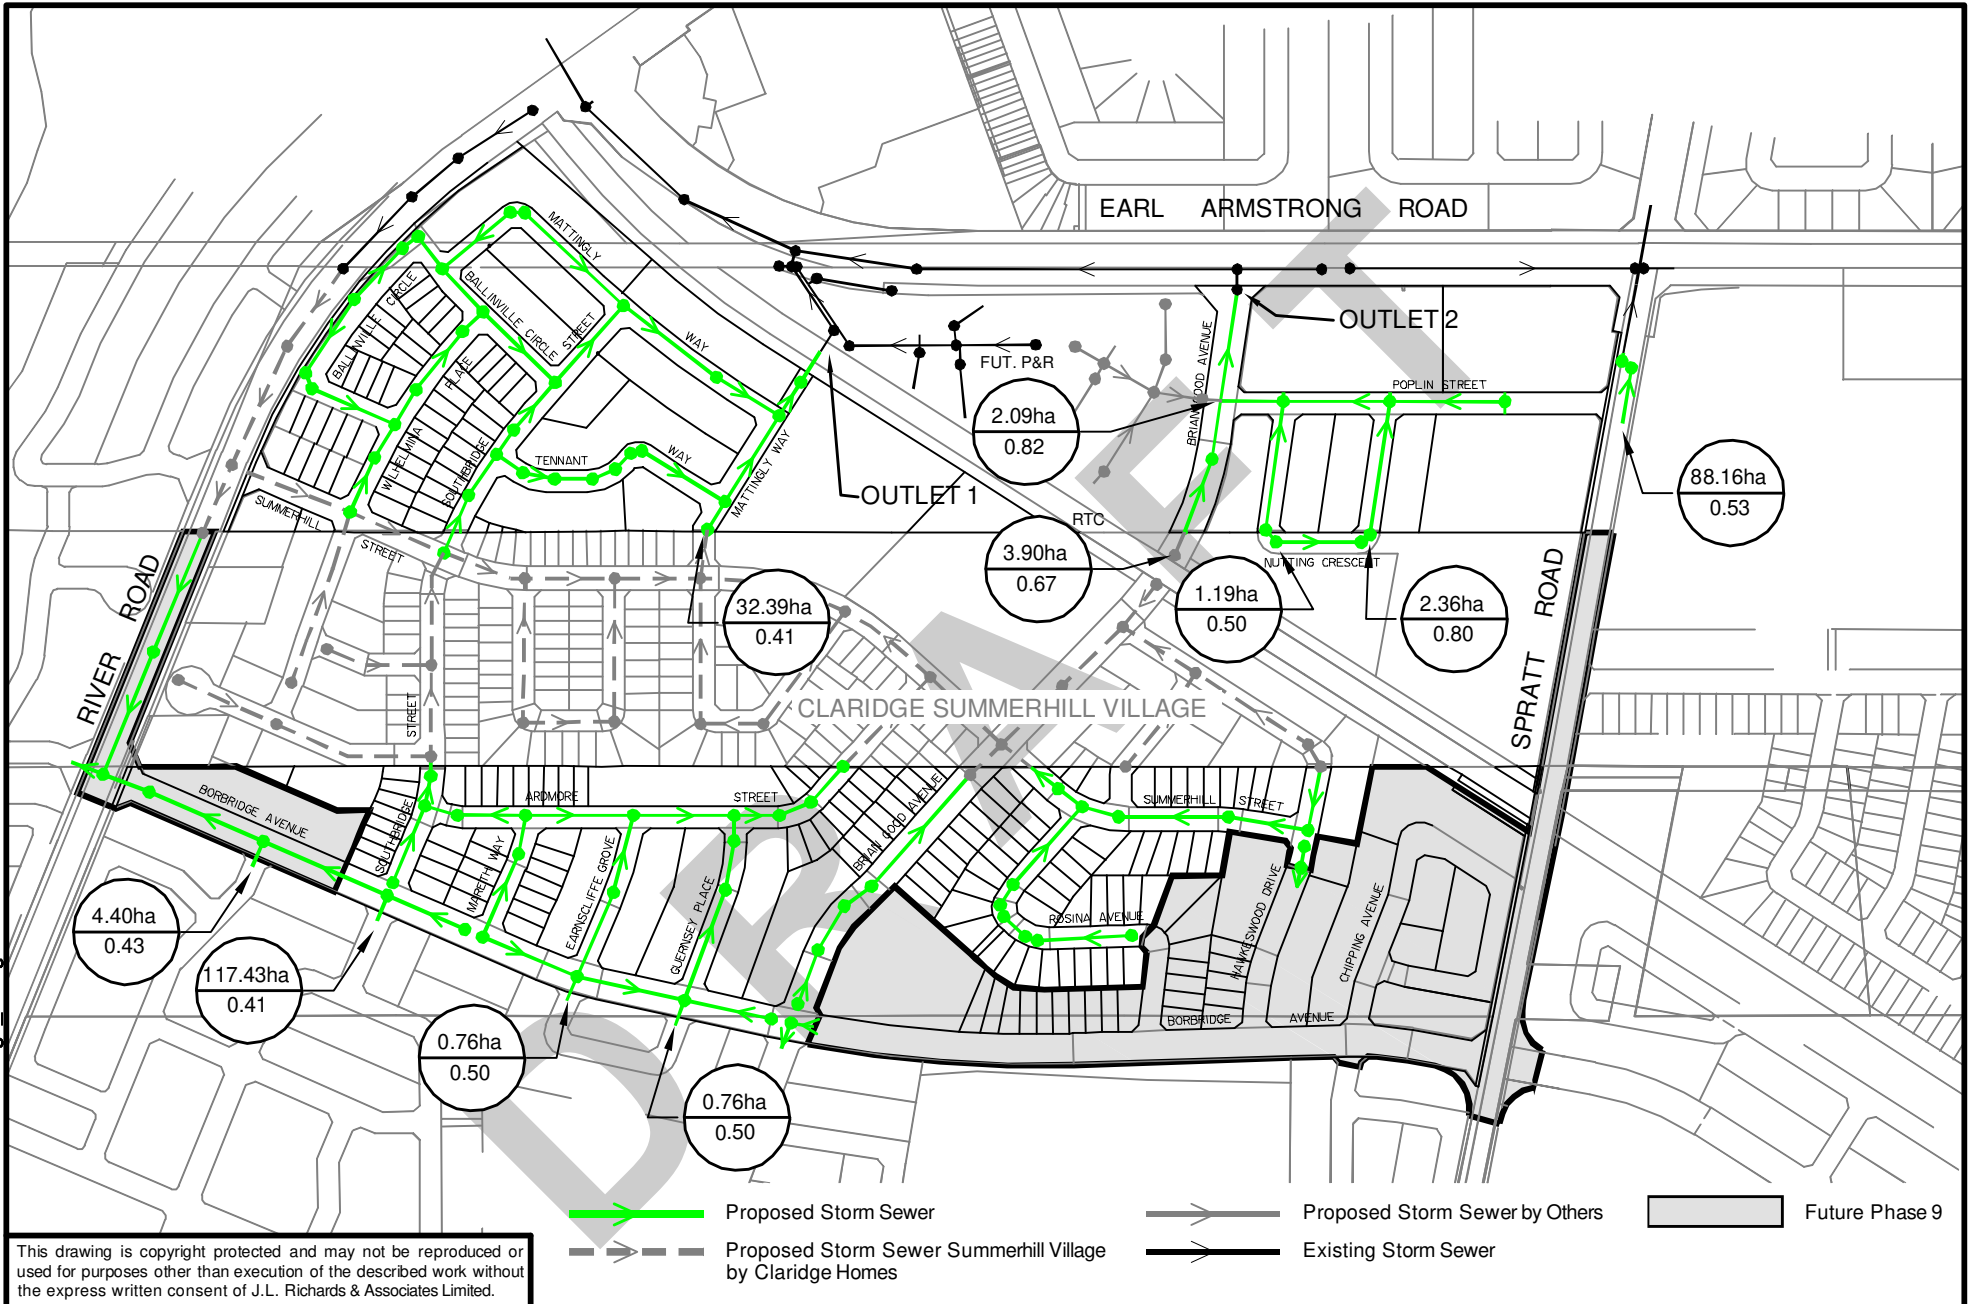 EARL ARMSTRONG ROAD
MATTINGLY
WAY
BALLINVILLE CIRCLE
BALLINVILLE CIRCLE
STREET
PLACE
WILHELMINA
SOUTHBRIDGE
TENNANT WAY
MATTINGLY WAY
SUMMERHILL
STREET
OUTLET 1
OUTLET 2
FUT. P&R
BRIANGOOD AVENUE
POPLIN STREET
2.09ha
0.82
88.16ha
0.53
RTC
3.90ha
0.67
NUTTING CRESCENT
1.19ha
0.50
2.36ha
0.80
32.39ha
0.41
RIVER ROAD
SPRATT ROAD
STREET
CLARIDGE SUMMERHILL VILLAGE
BORBRIDGE AVENUE
SOUTHBRIDGE
ARDMORE STREET
MAREITH WAY
EARNSCLIFFE GROVE
GUERNSEY PLACE
BRIAN GOOD AVENUE
SUMMERHILL STREET
ROSINA AVENUE
HAWKESWOOD DRIVE
CHIPPING AVENUE
BORBRIDGE AVENUE
4.40ha
0.43
117.43ha
0.41
0.76ha
0.50
0.76ha
0.50
DRAFT
Proposed Storm Sewer
Proposed Storm Sewer Summerhill Village
by Claridge Homes
Proposed Storm Sewer by Others
Existing Storm Sewer
Future Phase 9
This drawing is copyright protected and may not be reproduced or
used for purposes other than execution of the described work without
the express written consent of J.L. Richards & Associates Limited.